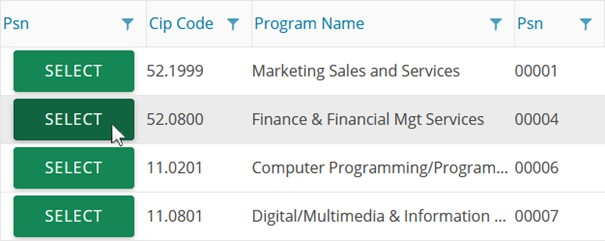 Psn Cip Code Program Name Psn
SELECT 52.1999 Marketing Sales and Services 00001
SELECT 52.0800 Finance & Financial Mgt Services 00004
SELECT 11.0201 Computer Programming/Program... 00006
SELECT 11.0801 Digital/Multimedia & Information ... 00007